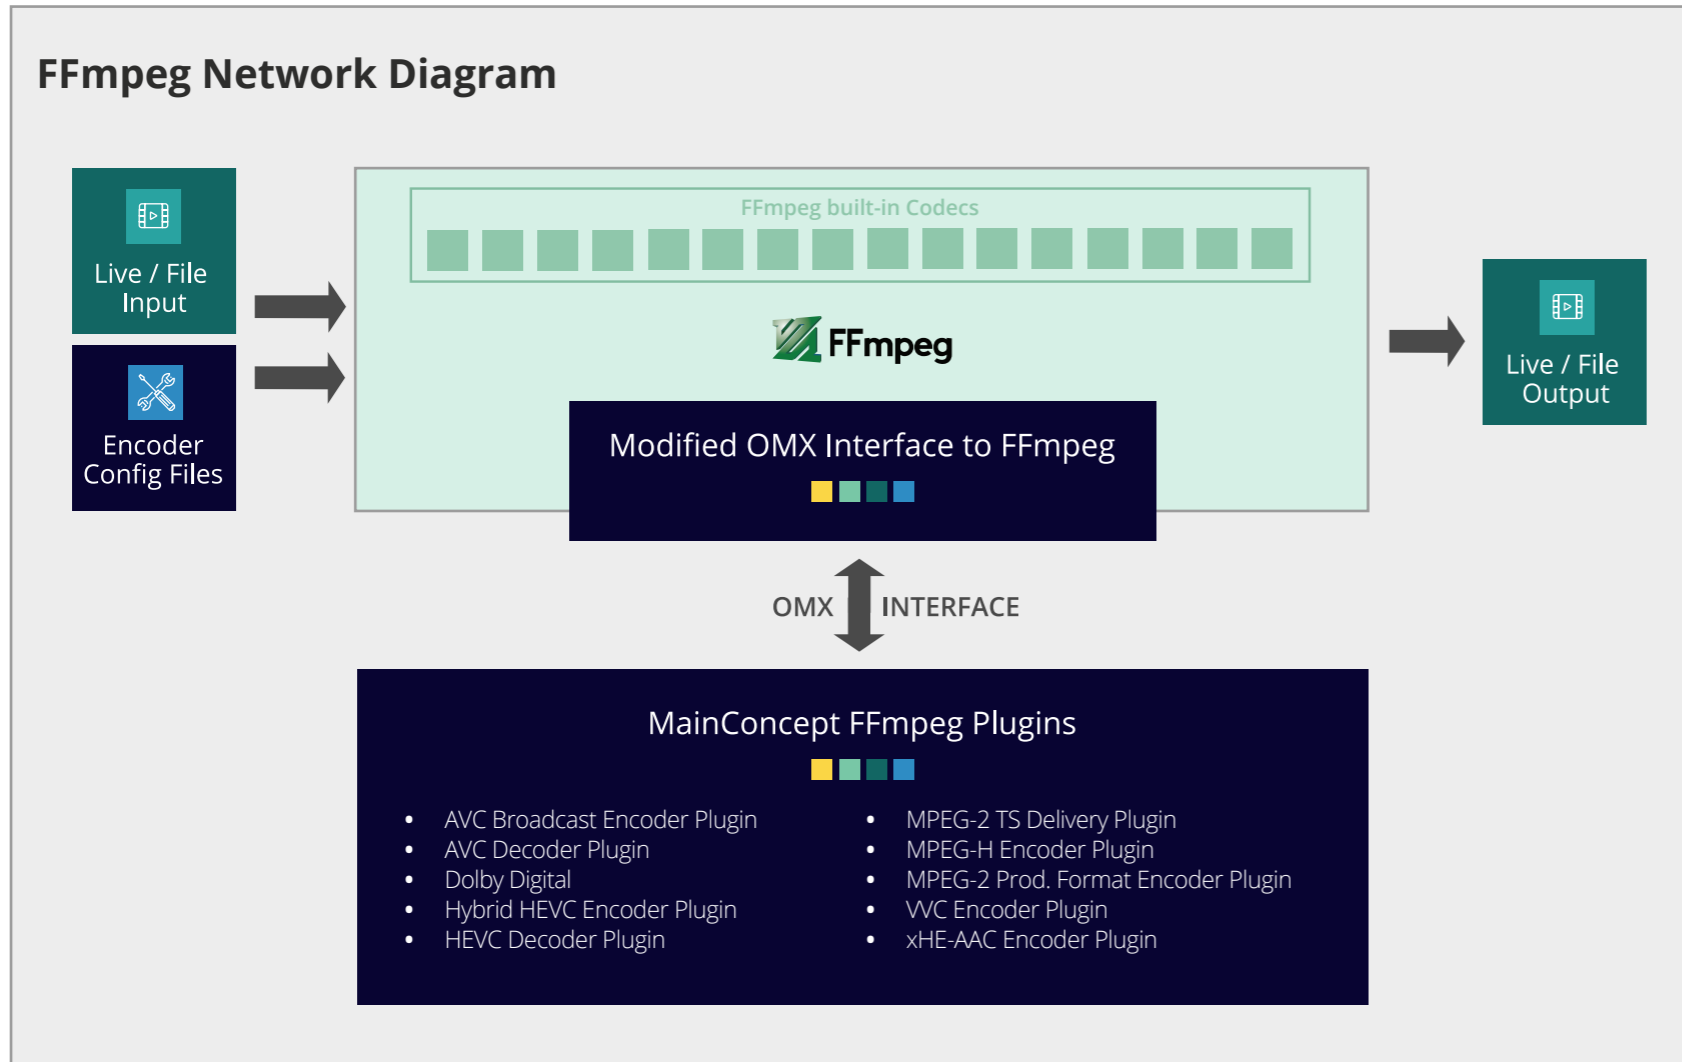 FFmpeg Network Diagram
Live / File
Input
Encoder
Config Files
FFmpeg built-in Codecs
FFmpeg
Modified OMX Interface to FFmpeg
OMX INTERFACE
MainConcept FFmpeg Plugins
• AVC Broadcast Encoder Plugin
• AVC Decoder Plugin
• Dolby Digital
• Hybrid HEVC Encoder Plugin
• HEVC Decoder Plugin
• MPEG-2 TS Delivery Plugin
• MPEG-H Encoder Plugin
• MPEG-2 Prod. Format Encoder Plugin
• VVC Encoder Plugin
• xHE-AAC Encoder Plugin
Live / File
Output